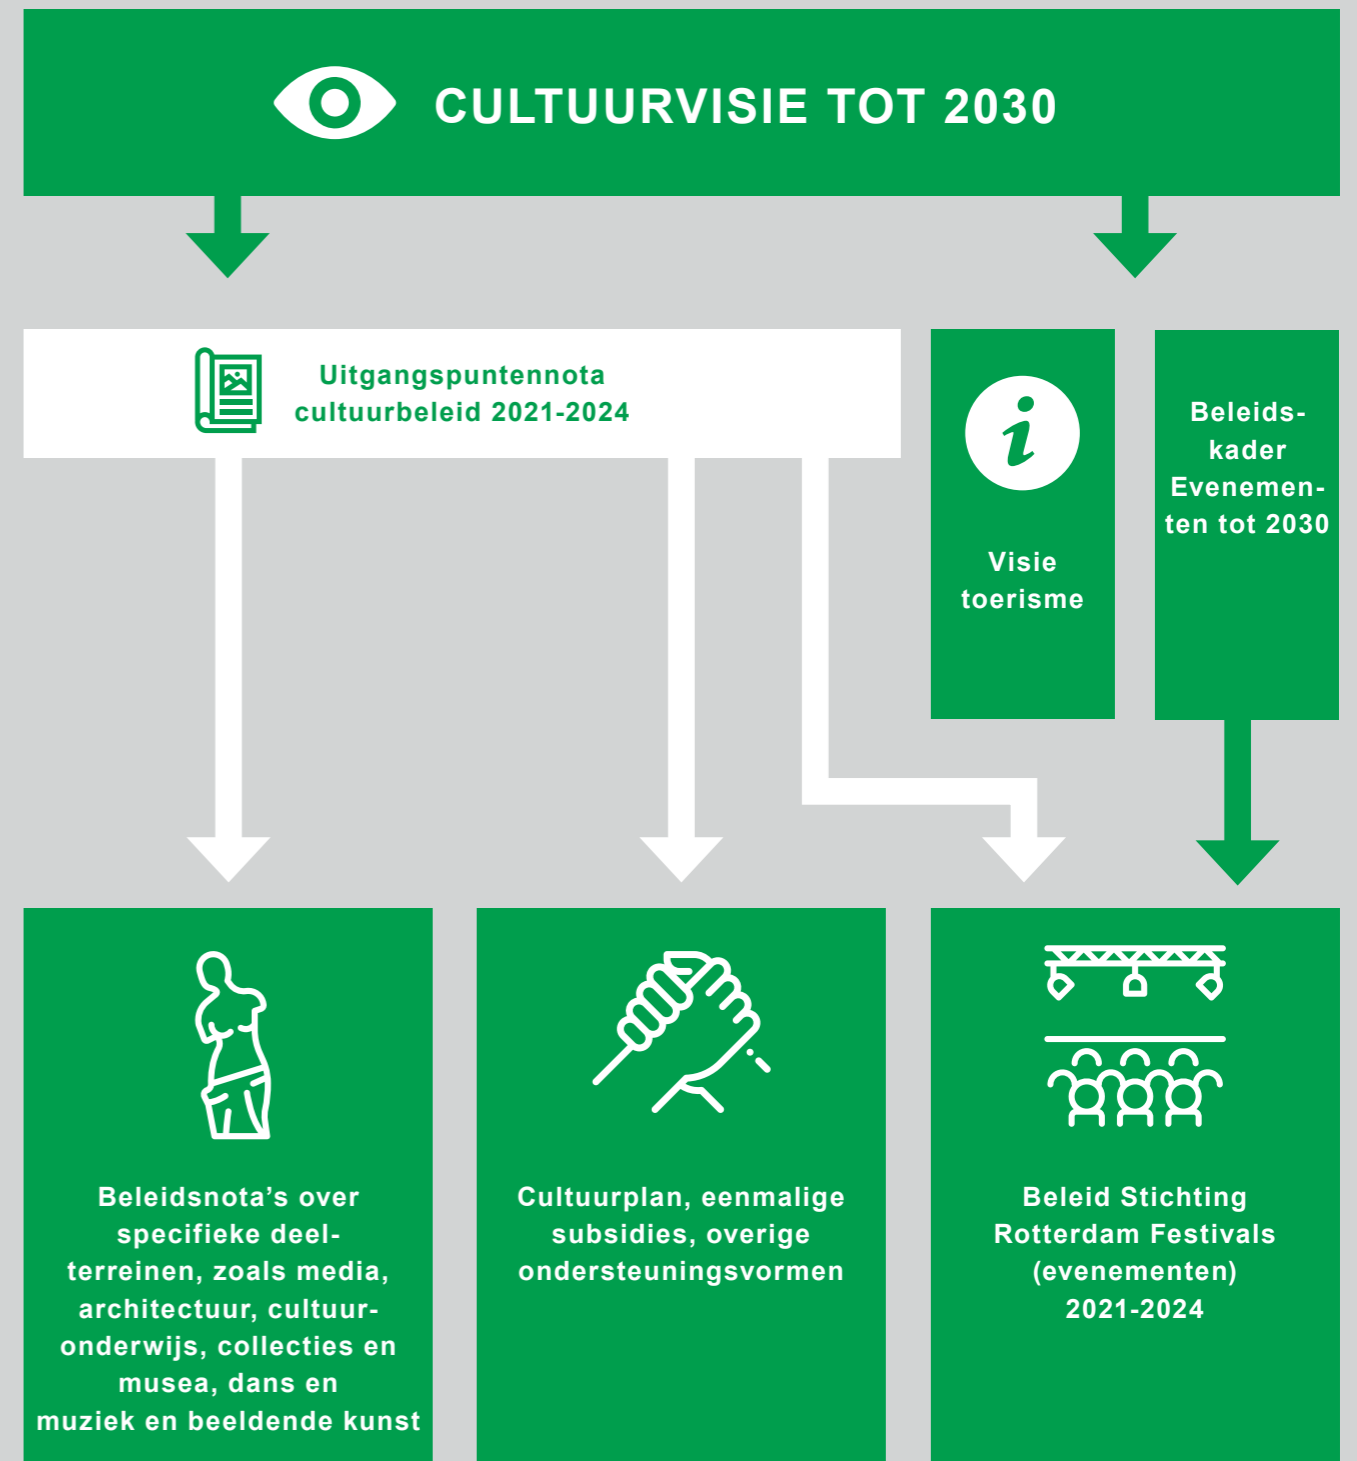 CULTUURVISIE TOT 2030
Uitgangspuntennota
cultuurbeleid 2021-2024
i
Visie
toerisme
Beleids-
kader
Evenemen-
ten tot 2030
Beleidsnota’s over
specifieke deel-
terreinen, zoals media,
architectuur, cultuur-
onderwijs, collecties en
musea, dans en
muziek en beeldende kunst
Cultuurplan, eenmalige
subsidies, overige
ondersteuningsvormen
Beleid Stichting
Rotterdam Festivals
(evenementen)
2021-2024